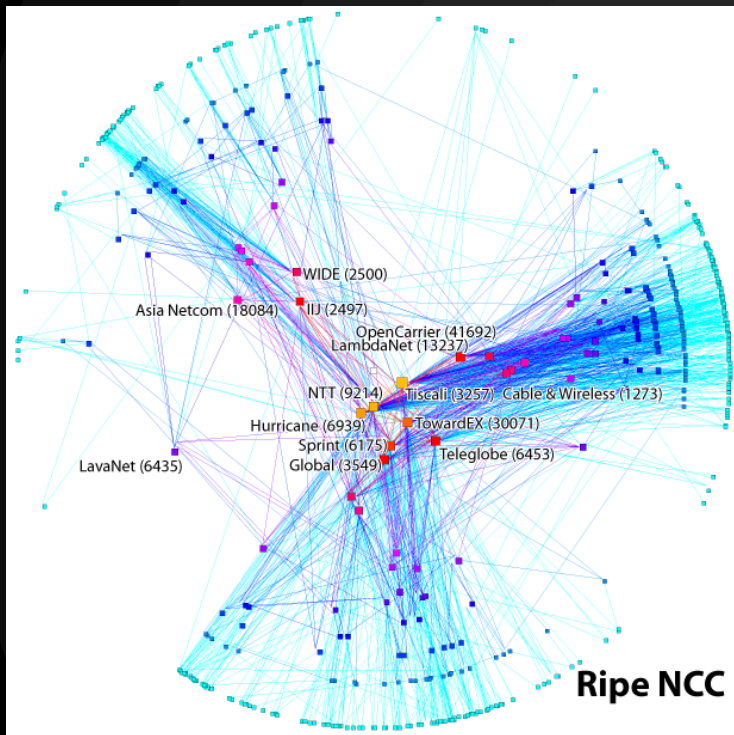 WIDE (2500)
Asia Netcom (18084)
IIJ (2497)
OpenCarrier (41692)
LambdaNet (13237)
NTT (9214)
Tiscali (3257)
Cable & Wireless (1273)
Hurricane (6939)
TowardEX (30071)
Sprint (6175)
Teleglobe (6453)
LavaNet (6435)
Global (3549)
Ripe NCC